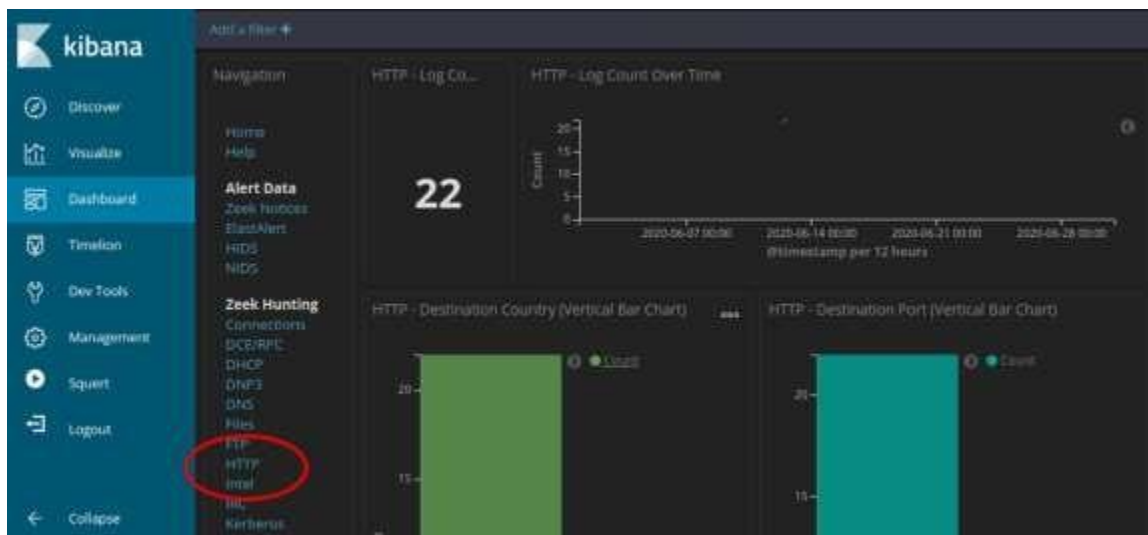 kibana
Discover
Visualize
Dashboard
Timelion
Dev Tools
Management
Squert
Logout
Collapse
Add a filter +
Navigation
Home
Help
Alert Data
Zeek Notices
ElastAlert
HIDS
NIDS
Zeek Hunting
Connections
DCE/RPC
DHCP
DNP3
DNS
Files
FTP
HTTP
Intel
IRC
Kerberos
HTTP - Log Co...
22
HTTP - Log Count Over Time
20
15
10
5
0
Count
2020-06-07 00:00 2020-06-14 00:00 2020-06-21 00:00 2020-06-28 00:00
@timestamp per 12 hours
HTTP - Destination Country (Vertical Bar Chart)
Count
20
15
HTTP - Destination Port (Vertical Bar Chart)
Count
20
15